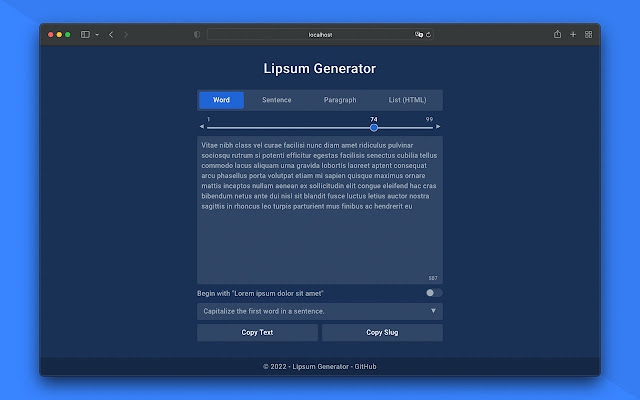 localhost
Lipsum Generator
Word Sentence Paragraph List (HTML)
1 74 99
Vitae nibh class vel curae facilisi nunc diam amet ridiculus pulvinar
sociosqu rutrum si potenti efficitur egestas facilisis senectus cubilia tellus
commodo lacus aliquam urna gravida lobortis laoreet aptent consequat
arcu phasellus porta volutpat etiam mi sapien quisque maximus ornare
mattis inceptos nullam aenean ex sollicitudin elit congue eleifend hac cras
bibendum netus ante dui nisl sit blandit fusce luctus letius auctor nostra
sagittis in rhoncus leo turpis parturient mus finibus ac hendrerit eu
507
Begin with "Lorem ipsum dolor sit amet"
Capitalize the first word in a sentence.
Copy Text Copy Slug
© 2022 - Lipsum Generator - GitHub